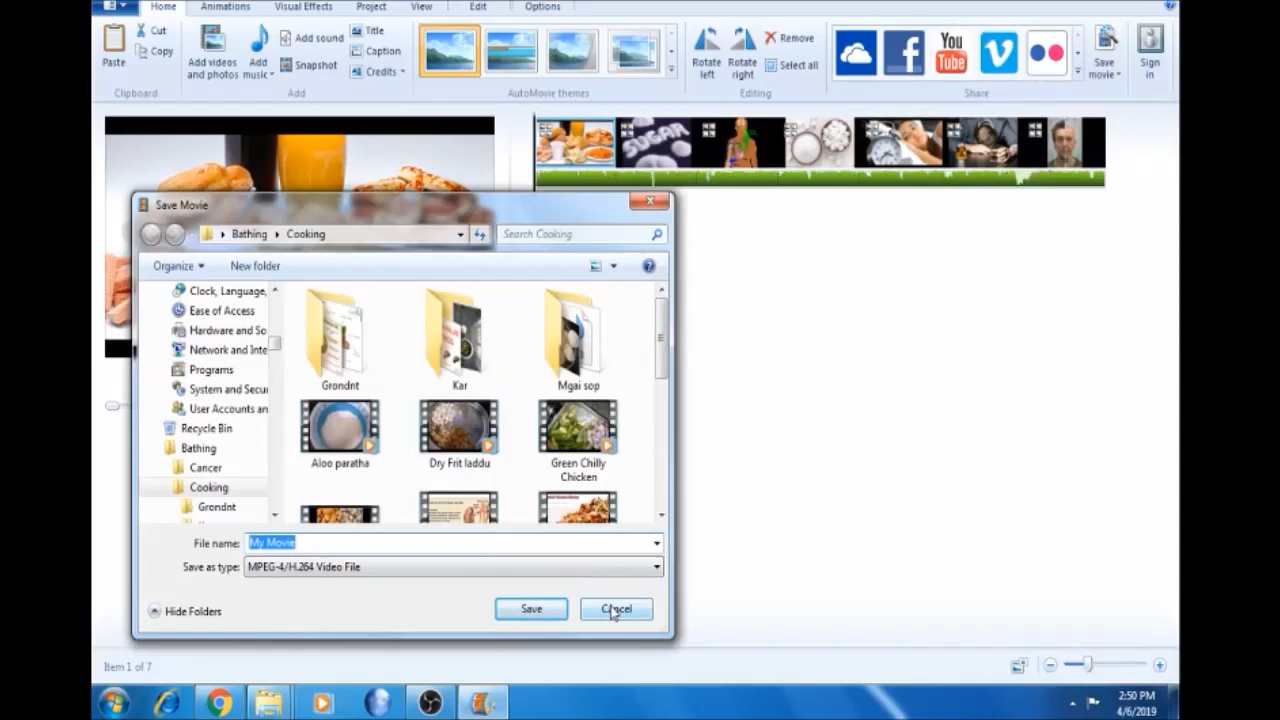 Home Animations Visual Effects Project View Edit Options
Paste
Cut
Copy
Clipboard
Add videos and photos
Add music
Add sound
Snapshot
Title
Caption
Credits
Add
AutoMovie themes
Rotate left
Rotate right
Remove
Select all
Editing
You
Tube
Share
Save movie
Sign in
SUGAR
Save Movie
Bathing Cooking
Search Cooking
Organize New folder
Clock, Language,
Ease of Access
Hardware and So
Network and Inte
Programs
System and Secu
User Accounts an
Recycle Bin
Bathing
Cancer
Cooking
Grondnt
Grondnt Kar Mgai sop
Aloo paratha Dry Frit laddu Green Chilly
Chicken
File name: My Movie
Save as type: MPEG-4/H.264 Video File
Hide Folders Save Cancel
Item 1 of 7
2:50 PM
4/6/2019